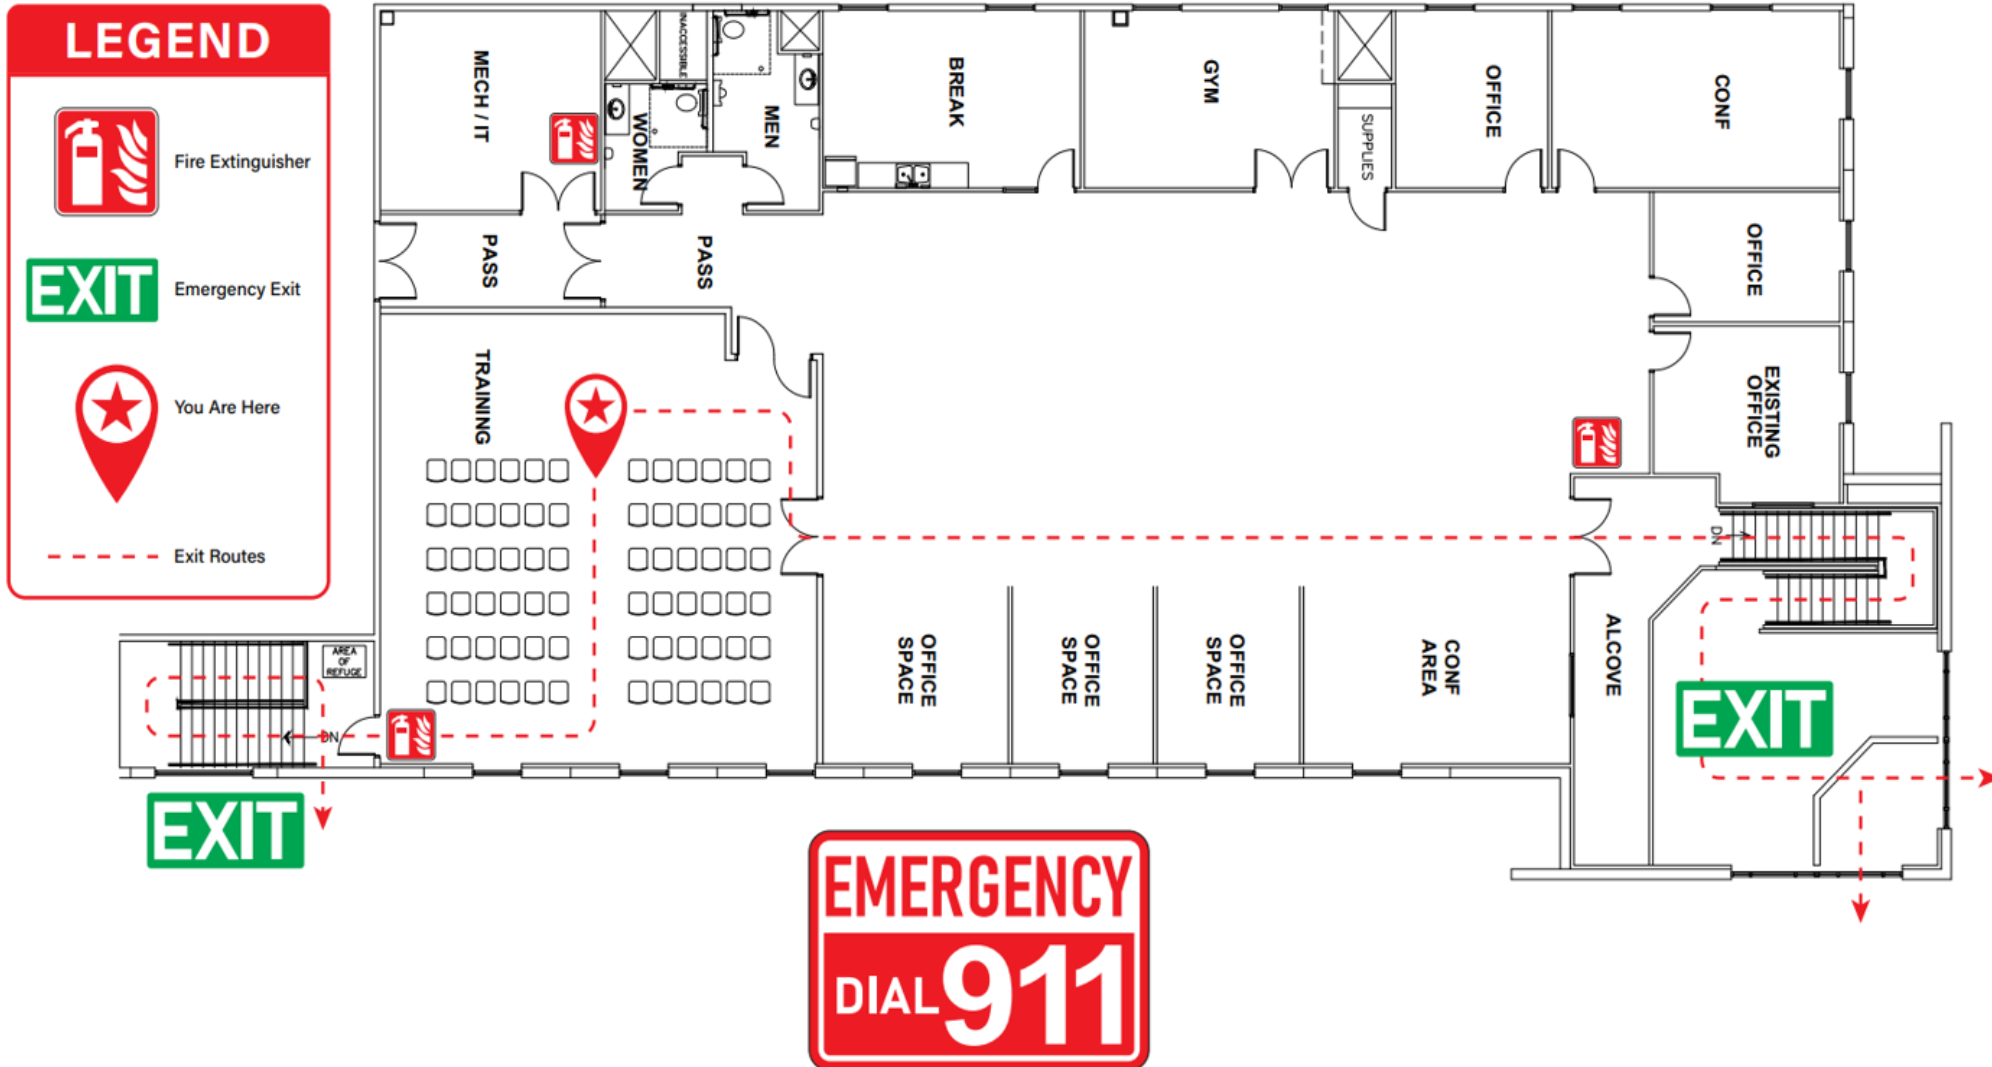 LEGEND
Fire Extinguisher
EXIT
Emergency Exit
You Are Here
Exit Routes
MECH / IT
INACCESSIBLE
WOMEN
MEN
BREAK
GYM
SUPPLIES
OFFICE
CONF
PASS
PASS
OFFICE
EXISTING
OFFICE
TRAINING
DN
AREA
OF
REFUGE
DN
OFFICE
SPACE
OFFICE
SPACE
OFFICE
SPACE
CONF
AREA
ALCOVE
EXIT
EXIT
EMERGENCY
DIAL 911